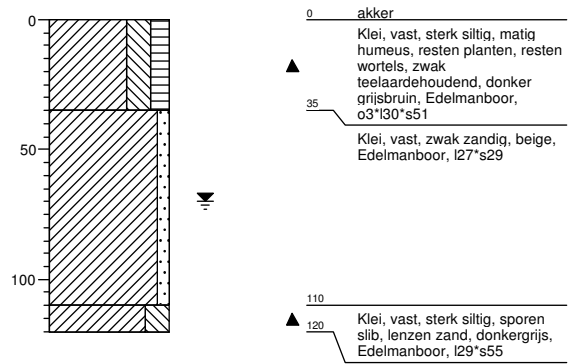 0
50
100
0 akker
Klei, vast, sterk siltig, matig
humeus, resten planten, resten
wortels, zwak
teelaardehoudend, donker
grijsbruin, Edelmanboor,
o3*l30*s51
35
Klei, vast, zwak zandig, beige,
Edelmanboor, l27*s29
110
Klei, vast, sterk siltig, sporen
slib, lenzen zand, donkergrijs,
Edelmanboor, l29*s55
120